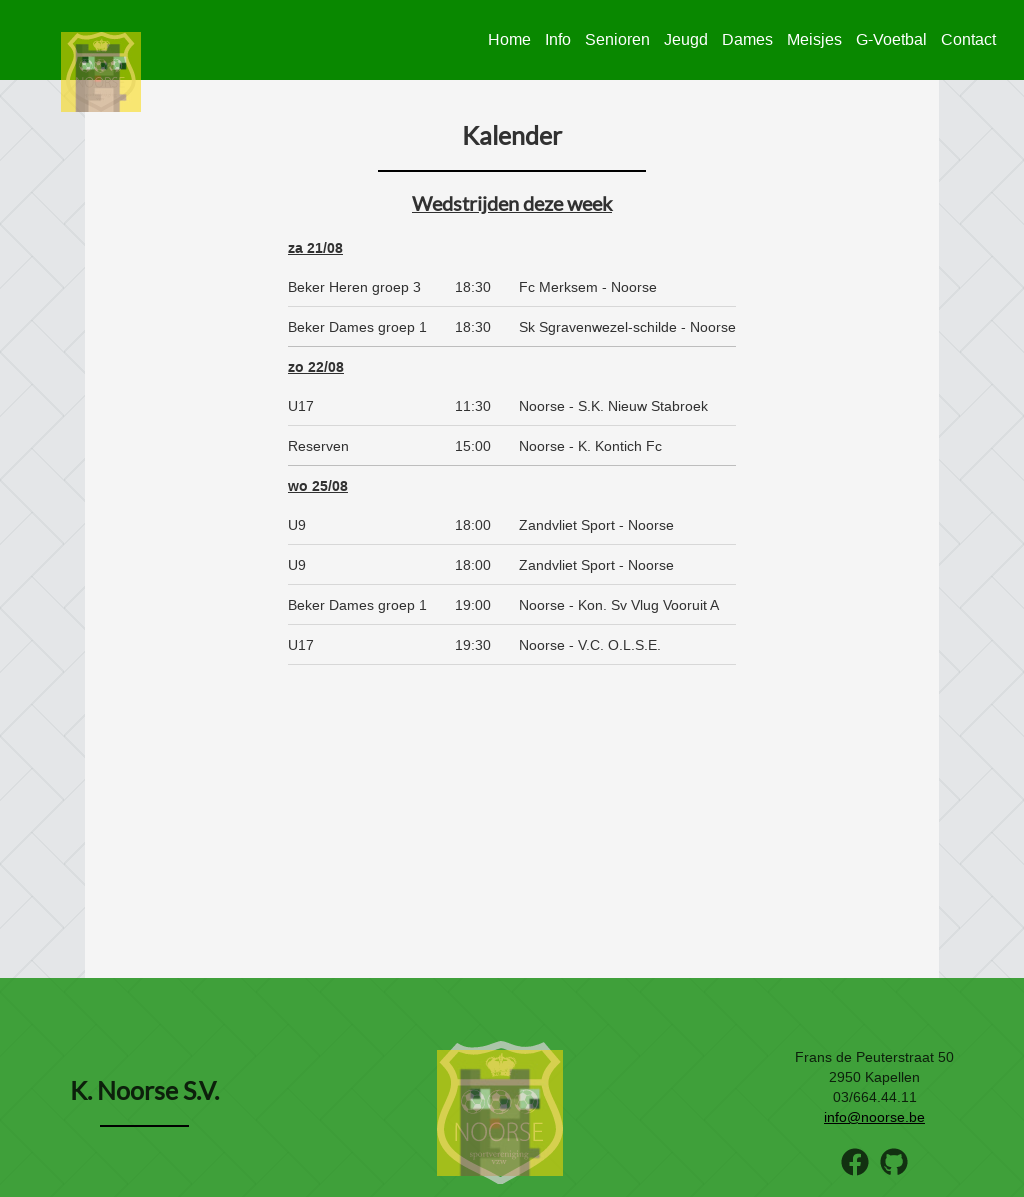 Home Info Senioren Jeugd Dames Meisjes G-Voetbal Contact
NOORSE
Kalender
Wedstrijden deze week
za 21/08
Beker Heren groep 3 18:30 Fc Merksem - Noorse
Beker Dames groep 1 18:30 Sk Sgravenwezel-schilde - Noorse
zo 22/08
U17 11:30 Noorse - S.K. Nieuw Stabroek
Reserven 15:00 Noorse - K. Kontich Fc
wo 25/08
U9 18:00 Zandvliet Sport - Noorse
U9 18:00 Zandvliet Sport - Noorse
Beker Dames groep 1 19:00 Noorse - Kon. Sv Vlug Vooruit A
U17 19:30 Noorse - V.C. O.L.S.E.
K. Noorse S.V.
NOORSE
sportvereniging
VZW
Frans de Peuterstraat 50
2950 Kapellen
03/664.44.11
info@noorse.be